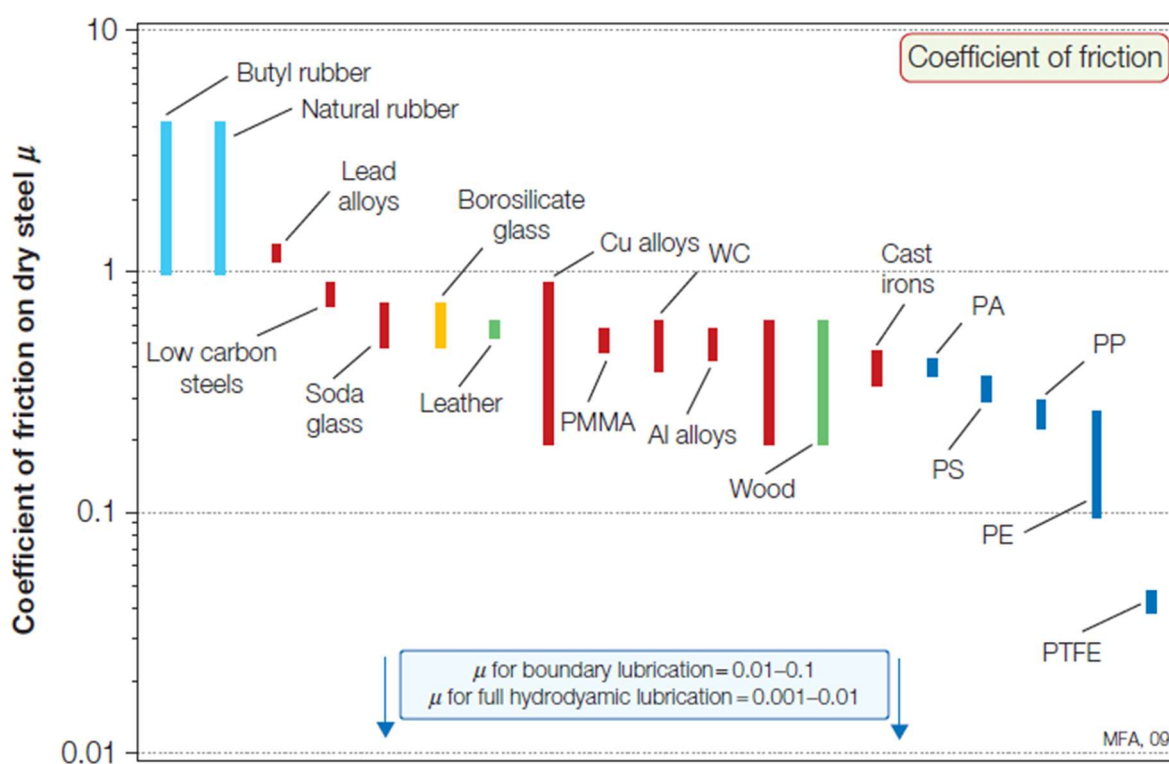 Coefficient of friction on dry steel μ
10
1
0.1
0.01
Coefficient of friction
Butyl rubber
Natural rubber
Lead
alloys
Low carbon
steels
Soda
glass
Borosilicate
glass
Leather
Cu alloys
PMMA
WC
Al alloys
Wood
Cast
irons
PA
PS
PP
PE
PTFE
μ for boundary lubrication = 0.01–0.1
μ for full hydrodyamic lubrication = 0.001–0.01
MFA, 09